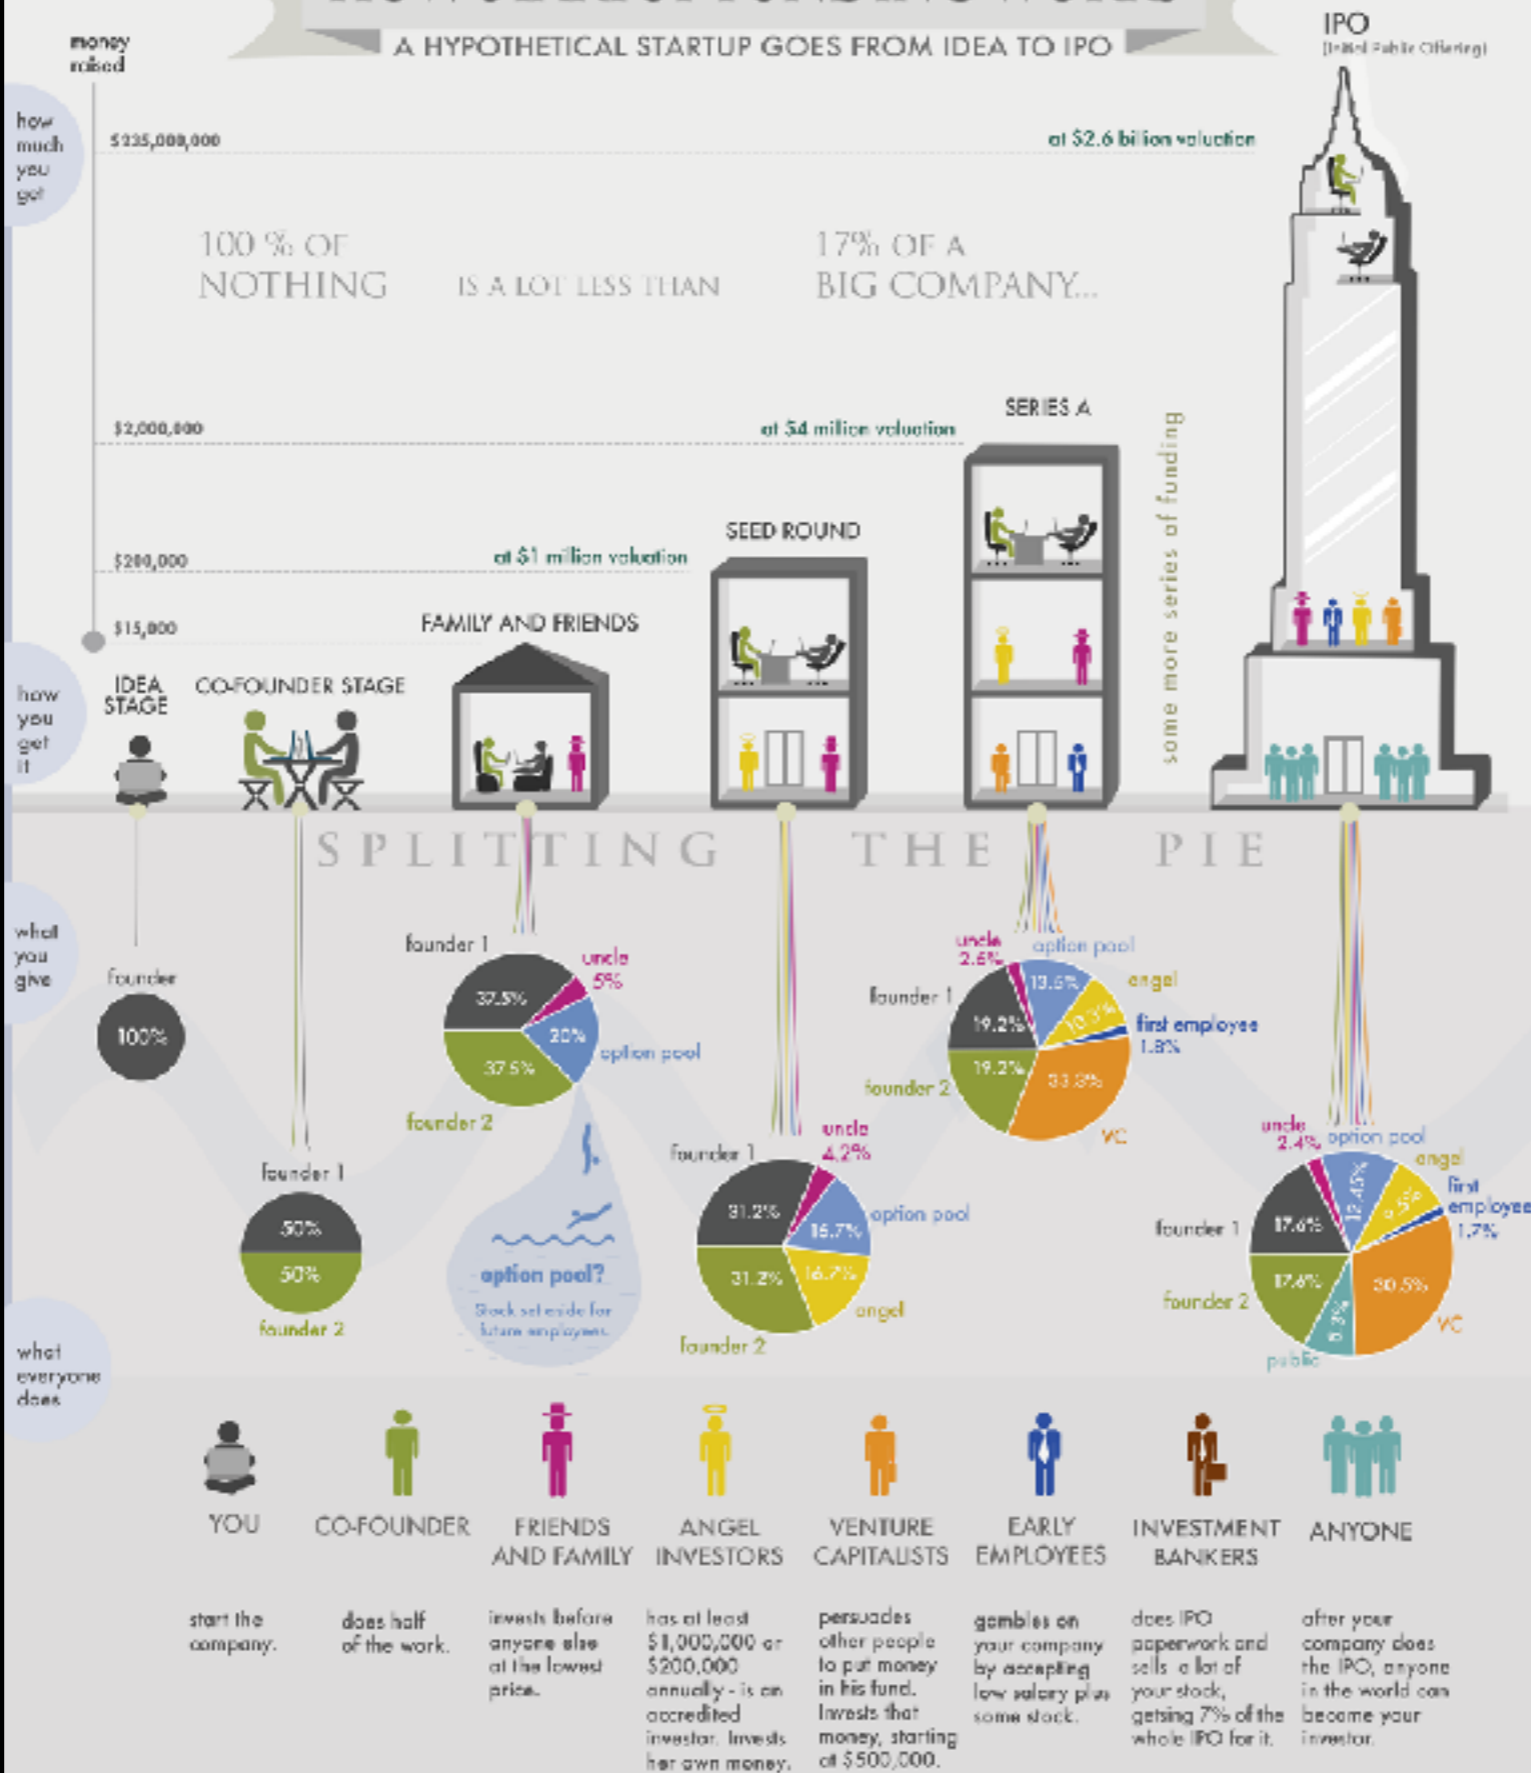 A HYPOTHETICAL STARTUP GOES FROM IDEA TO IPO
IPO
(Initial Public Offering)
money
raised
how
much
you
get
$235,000,000
at $2.6 billion valuation
100 % OF
NOTHING
IS A LOT LESS THAN
17% OF A
BIG COMPANY...
$2,000,000
at $4 million valuation
SERIES A
some more series of funding
SEED ROUND
$200,000
at $1 million valuation
$15,000
FAMILY AND FRIENDS
how
you
get
it
IDEA
STAGE
CO-FOUNDER STAGE
SPLITTING THE PIE
what
you
give
founder
100%
founder 1
50%
50%
founder 2
founder 1
uncle
5%
37.5%
20%
option pool
37.5%
founder 2
option pool?
Stock set aside for
future employees.
founder 1
uncle
4.2%
31.2%
16.7%
option pool
31.2%
16.7%
angel
founder 2
uncle
2.6%
option pool
13.5%
angel
founder 1
19.2%
10.3%
first employee
1.8%
19.2%
founder 2
33.3%
VC
uncle
2.4%
option pool
angel
first
employee
1.7%
founder 1
17.6%
12.45%
9.5%
17.6%
founder 2
30.5%
VC
public
what
everyone
does
YOU
CO-FOUNDER
FRIENDS
AND FAMILY
ANGEL
INVESTORS
VENTURE
CAPITALISTS
EARLY
EMPLOYEES
INVESTMENT
BANKERS
ANYONE
start the
company.
does half
of the work.
invests before
anyone else
at the lowest
price.
has at least
$1,000,000 or
$200,000
annually - is an
accredited
investor. Invests
her own money.
persuades
other people
to put money
in his fund.
Invests that
money, starting
at $500,000.
gambles on
your company
by accepting
low salary plus
some stock.
does IPO
paperwork and
sells a lot of
your stock,
getsing 7% of the
whole IPO for it.
after your
company does
the IPO, anyone
in the world can
become your
investor.